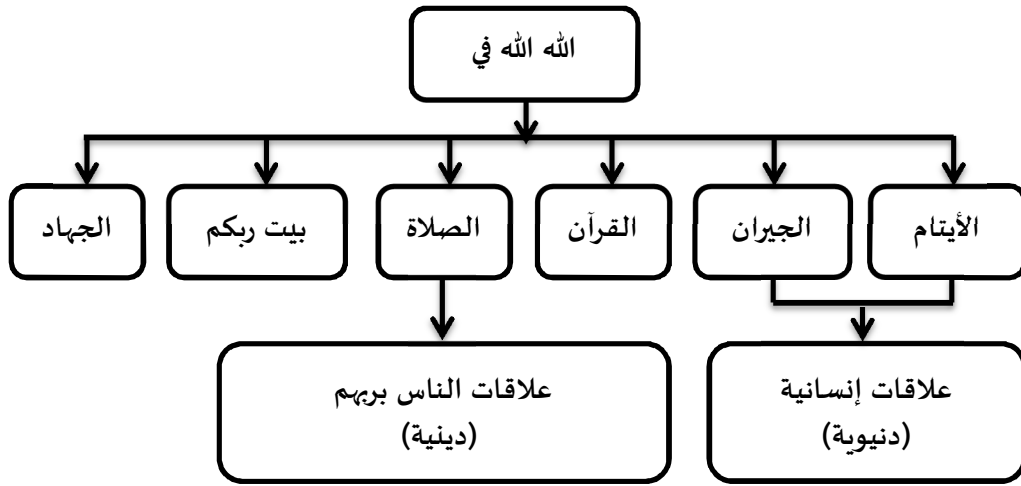 الله الله في
الأيتام
الجيران
القرآن
الصلاة
بيت ربكم
الجهاد
علاقات إنسانية
(دنيوية)
علاقات الناس بربهم
(دينية)